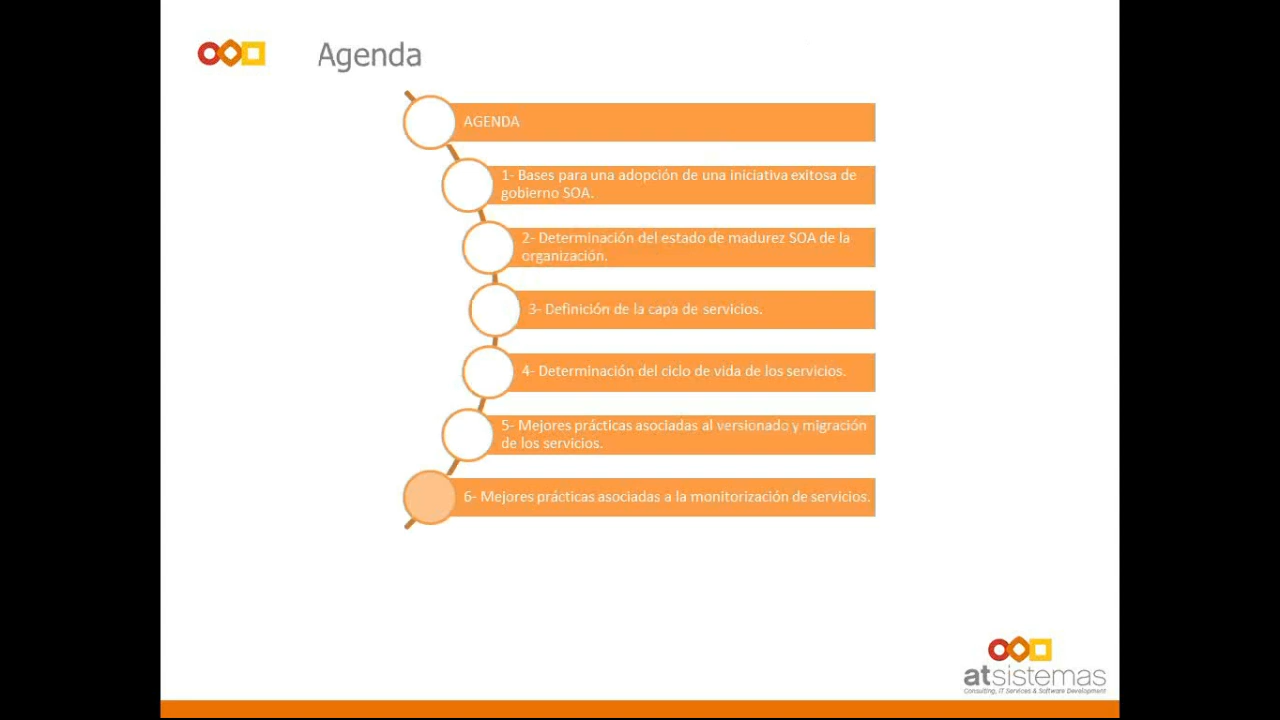 Agenda
AGENDA
1- Bases para una adopción de una iniciativa exitosa de
gobierno SOA.
2- Determinación del estado de madurez SOA de la
organización.
3- Definición de la capa de servicios.
4- Determinación del ciclo de vida de los servicios.
5- Mejores prácticas asociadas al versionado y migración
de los servicios.
6- Mejores prácticas asociadas a la monitorización de servicios.
atsistemas
Consulting, IT Services & Software Development